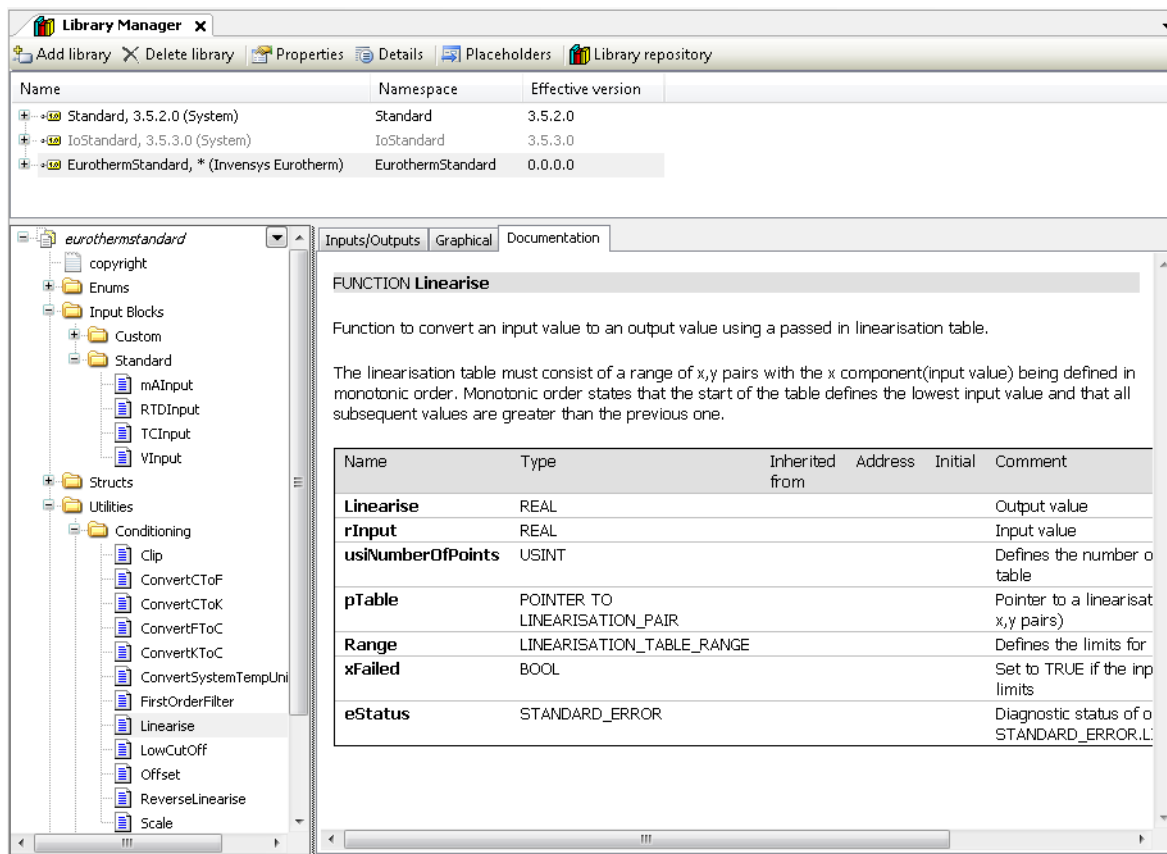 Library Manager x
Add library Delete library Properties Details Placeholders Library repository
Name Namespace Effective version
Standard, 3.5.2.0 (System) Standard 3.5.2.0
IoStandard, 3.5.3.0 (System) IoStandard 3.5.3.0
EurothermStandard, * (Invensys Eurotherm) EurothermStandard 0.0.0.0
eurothermstandard
copyright
Enums
Input Blocks
Custom
Standard
mAInput
RTDInput
TCInput
VInput
Structs
Utilities
Conditioning
Clip
ConvertCToF
ConvertCToK
ConvertFToC
ConvertKToC
ConvertSystemTempUni
FirstOrderFilter
Linearise
LowCutOff
Offset
ReverseLinearise
Scale
Inputs/Outputs Graphical Documentation
FUNCTION Linearise
Function to convert an input value to an output value using a passed in linearisation table.
The linearisation table must consist of a range of x,y pairs with the x component(input value) being defined in
monotonic order. Monotonic order states that the start of the table defines the lowest input value and that all
subsequent values are greater than the previous one.
Name Type Inherited Address Initial Comment
from
Linearise REAL Output value
rInput REAL Input value
usiNumberOfPoints USINT Defines the number o
table
pTable POINTER TO Pointer to a linearisat
LINEARISATION_PAIR x,y pairs)
Range LINEARISATION_TABLE_RANGE Defines the limits for
xFailed BOOL Set to TRUE if the inp
limits
eStatus STANDARD_ERROR Diagnostic status of o
STANDARD_ERROR.L